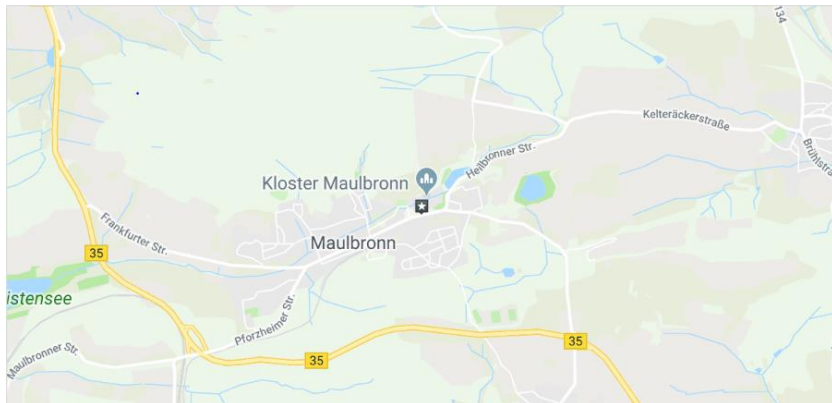 134
Kelteräckerstraße
Brühlstra
Heilbronner Str.
Kloster Maulbronn
Frankfurter Str.
Maulbronn
35
istensee
Pforzheimer Str.
35
35
Maulbronner Str.